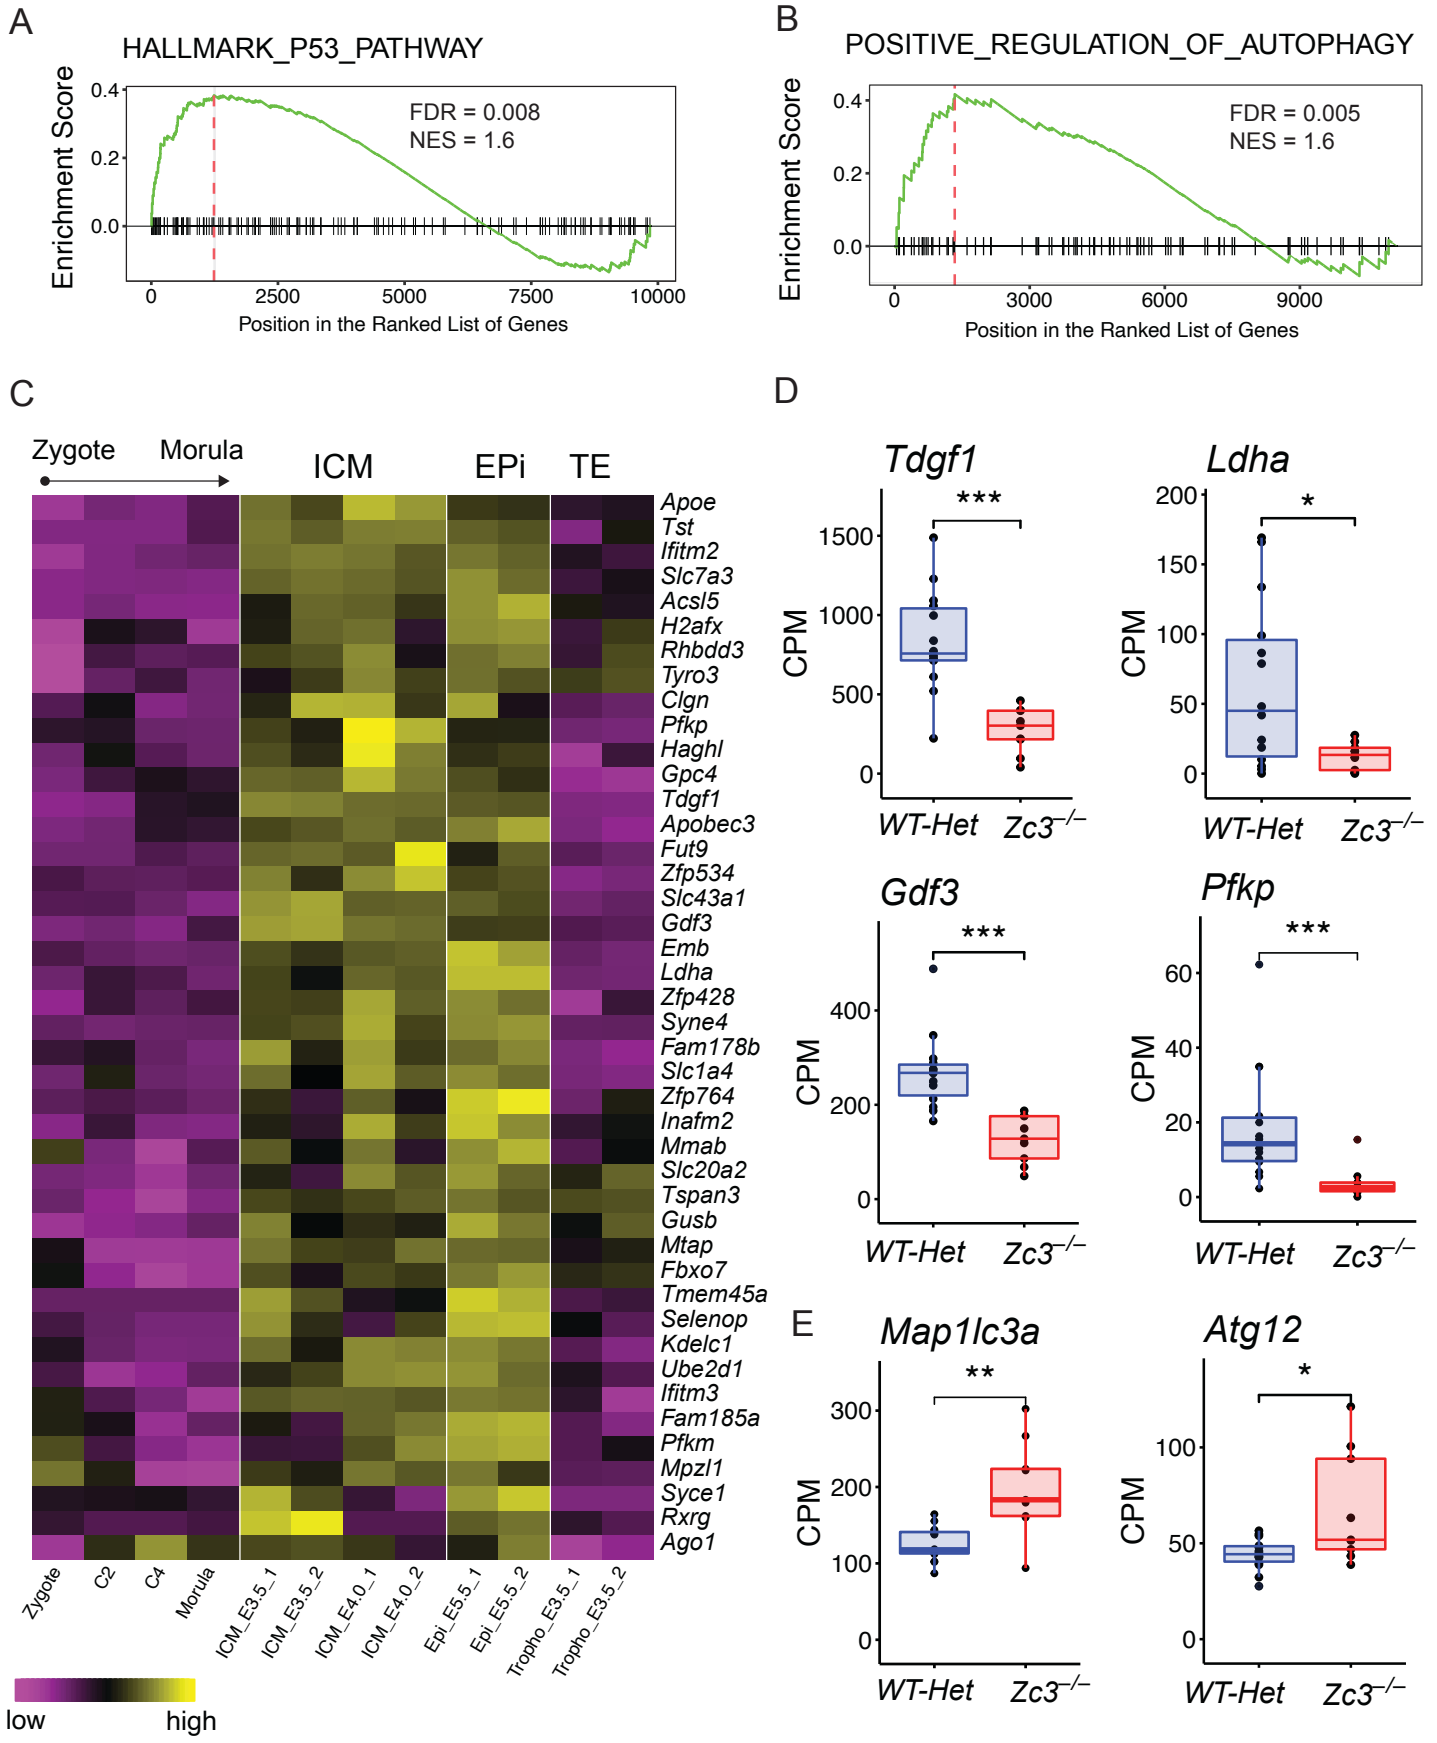 A
HALLMARK_P53_PATHWAY
Enrichment Score
0.4
0.2
0.0
FDR = 0.008
NES = 1.6
0 2500 5000 7500 10000
Position in the Ranked List of Genes
B
POSITIVE_REGULATION_OF_AUTOPHAGY
Enrichment Score
0.4
0.2
0.0
FDR = 0.005
NES = 1.6
0 3000 6000 9000
Position in the Ranked List of Genes
C
Zygote Morula ICM EPi TE
Apoe
Tst
Ifitm2
Slc7a3
Acsl5
H2afx
Rhbdd3
Tyro3
Clgn
Pfkp
Haghl
Gpc4
Tdgf1
Apobec3
Fut9
Zfp534
Slc43a1
Gdf3
Emb
Ldha
Zfp428
Syne4
Fam178b
Slc1a4
Zfp764
Inafm2
Mmab
Slc20a2
Tspan3
Gusb
Mtap
Fbxo7
Tmem45a
Selenop
Kdelc1
Ube2d1
Ifitm3
Fam185a
Pfkm
Mpzl1
Syce1
Rxrg
Ago1
Zygote C2 C4 Morula ICM_E3.5_1 ICM_E3.5_2 ICM_E4.0_1 ICM_E4.0_2 Epi_E5.5_1 Epi_E5.5_2 Tropho_E3.5_1 Tropho_E3.5_2
low high
D
Tdgf1
***
CPM
1500
1000
500
0
WT-Het Zc3–/–
Ldha
*
CPM
200
150
100
50
0
WT-Het Zc3–/–
Gdf3
***
CPM
400
200
0
WT-Het Zc3–/–
Pfkp
***
CPM
60
40
20
0
WT-Het Zc3–/–
E
Map1lc3a
**
CPM
300
200
100
0
WT-Het Zc3–/–
Atg12
*
CPM
100
50
0
WT-Het Zc3–/–